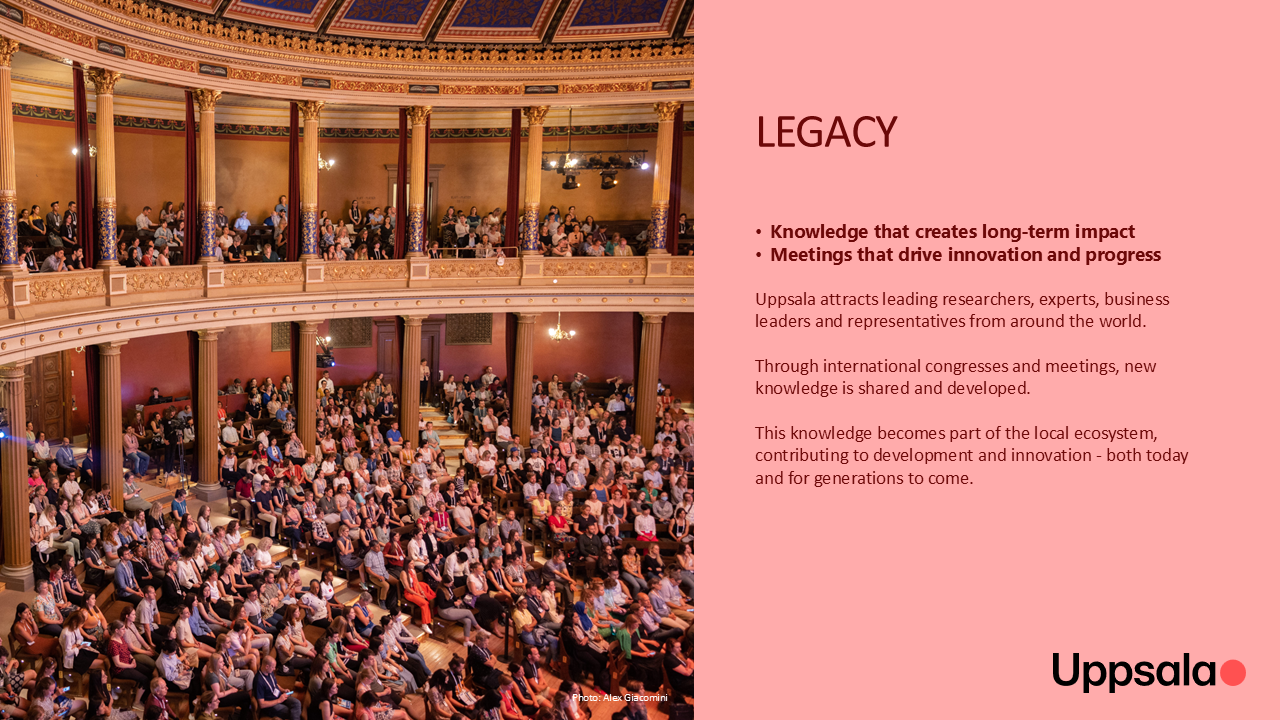 LEGACY
• Knowledge that creates long-term impact
• Meetings that drive innovation and progress
Uppsala attracts leading researchers, experts, business
leaders and representatives from around the world.
Through international congresses and meetings, new
knowledge is shared and developed.
This knowledge becomes part of the local ecosystem,
contributing to development and innovation - both today
and for generations to come.
Uppsala
Photo: Alex Giacomini